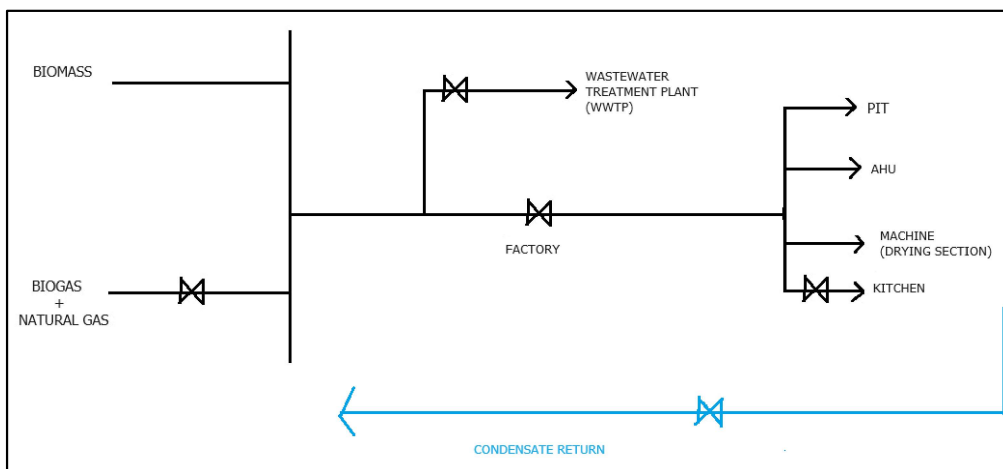 BIOMASS
WASTEWATER
TREATMENT PLANT
(WWTP)
PIT
AHU
FACTORY
MACHINE
(DRYING SECTION)
BIOGAS
+
NATURAL GAS
KITCHEN
CONDENSATE RETURN